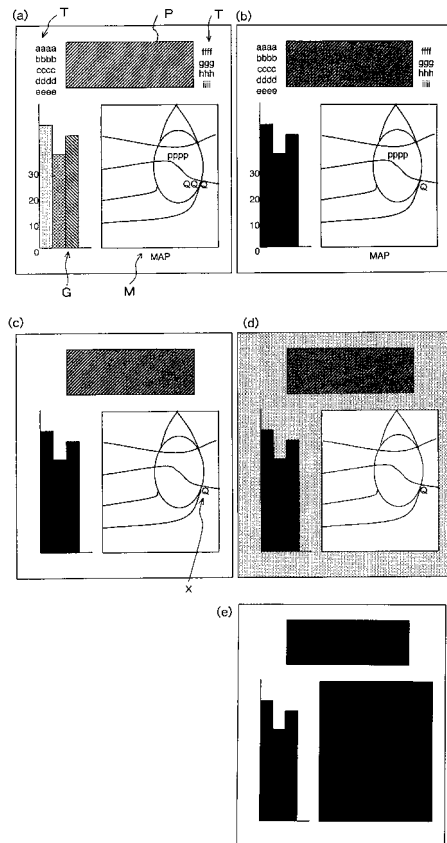 (a)
T
P
T
aaaa
bbbb
cccc
dddd
eeee
ffff
ggg
hhh
iiii
30
20
10
0
pppp
QQQ
MAP
G
M
(b)
aaaa
bbbb
cccc
dddd
eeee
ffff
ggg
hhh
iiii
30
20
10
0
pppp
Q
MAP
(c)
Q
X
(d)
Q
(e)